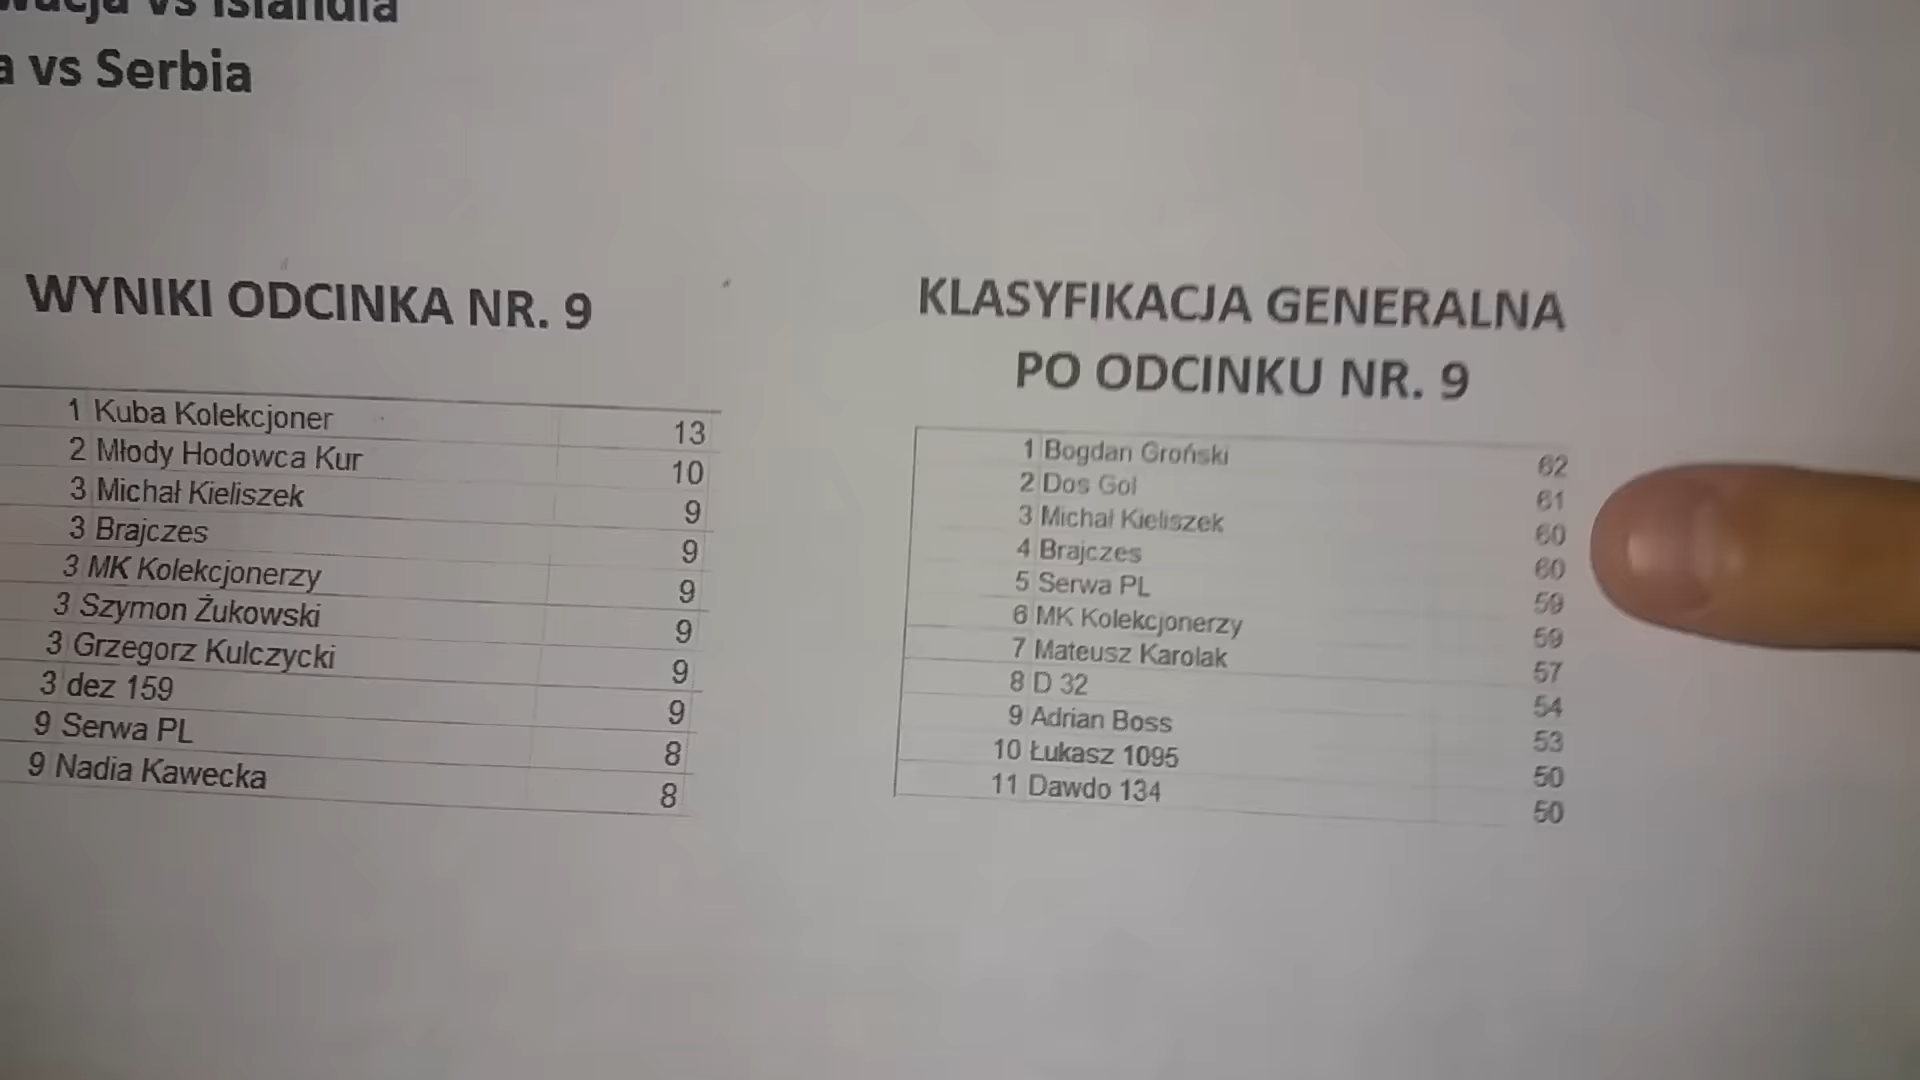 vs Islandia
a vs Serbia
WYNIKI ODCINKA NR. 9
1 Kuba Kolekcjoner 13
2 Młody Hodowca Kur 10
3 Michał Kieliszek 9
3 Brajczes 9
3 MK Kolekcjonerzy 9
3 Szymon Żukowski 9
3 Grzegorz Kulczycki 9
3 dez 159 9
9 Serwa PL 8
9 Nadia Kawecka 8
KLASYFIKACJA GENERALNA
PO ODCINKU NR. 9
1 Bogdan Groński 62
2 Dos Gol 61
3 Michał Kieliszek 60
4 Brajczes 60
5 Serwa PL 59
6 MK Kolekcjonerzy 59
7 Mateusz Karolak 57
8 D 32 54
9 Adrian Boss 53
10 Łukasz 1095 50
11 Dawdo 134 50